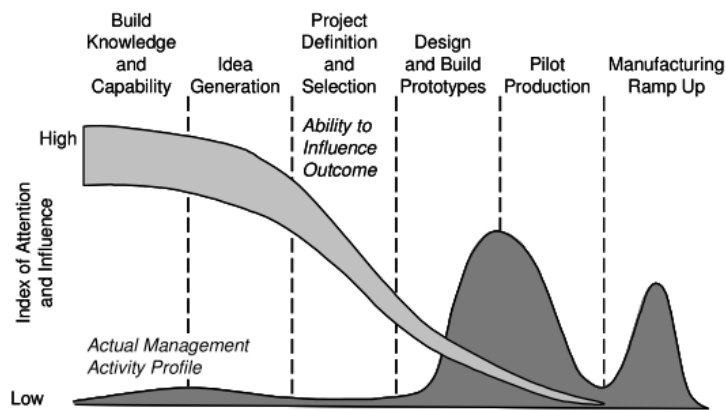 Build
Knowledge
and
Capability
Idea
Generation
Project
Definition
and
Selection
Design
and Build
Prototypes
Pilot
Production
Manufacturing
Ramp Up
High
Ability to
Influence
Outcome
Index of Attention
and Influence
Actual Management
Activity Profile
Low